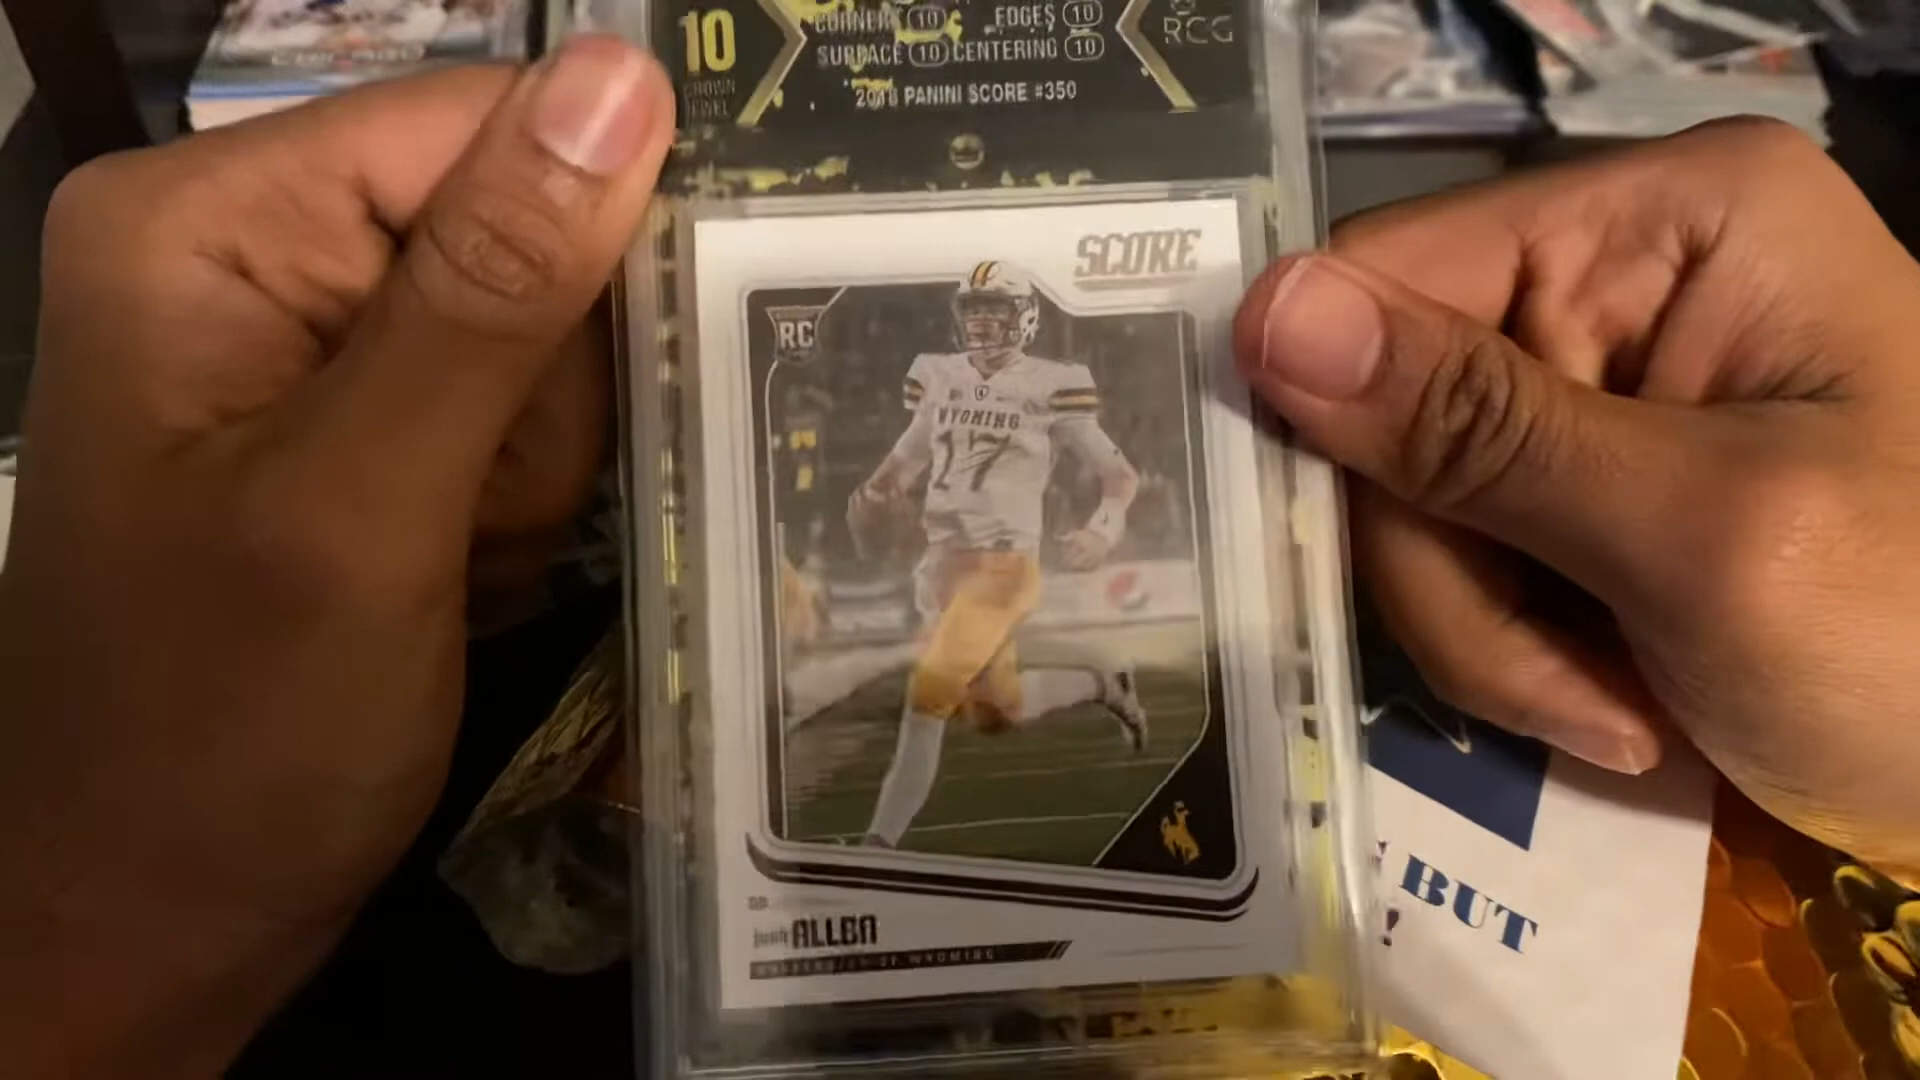 10
CROWN
JEWEL
CORNERS 10
EDGES 10
SURFACE 10 CENTERING 10
2018 PANINI SCORE #350
RCG
SCORE
RC
WYOMING
17
QB
josh ALLEN
UNIVERSITY OF WYOMING
BUT
!